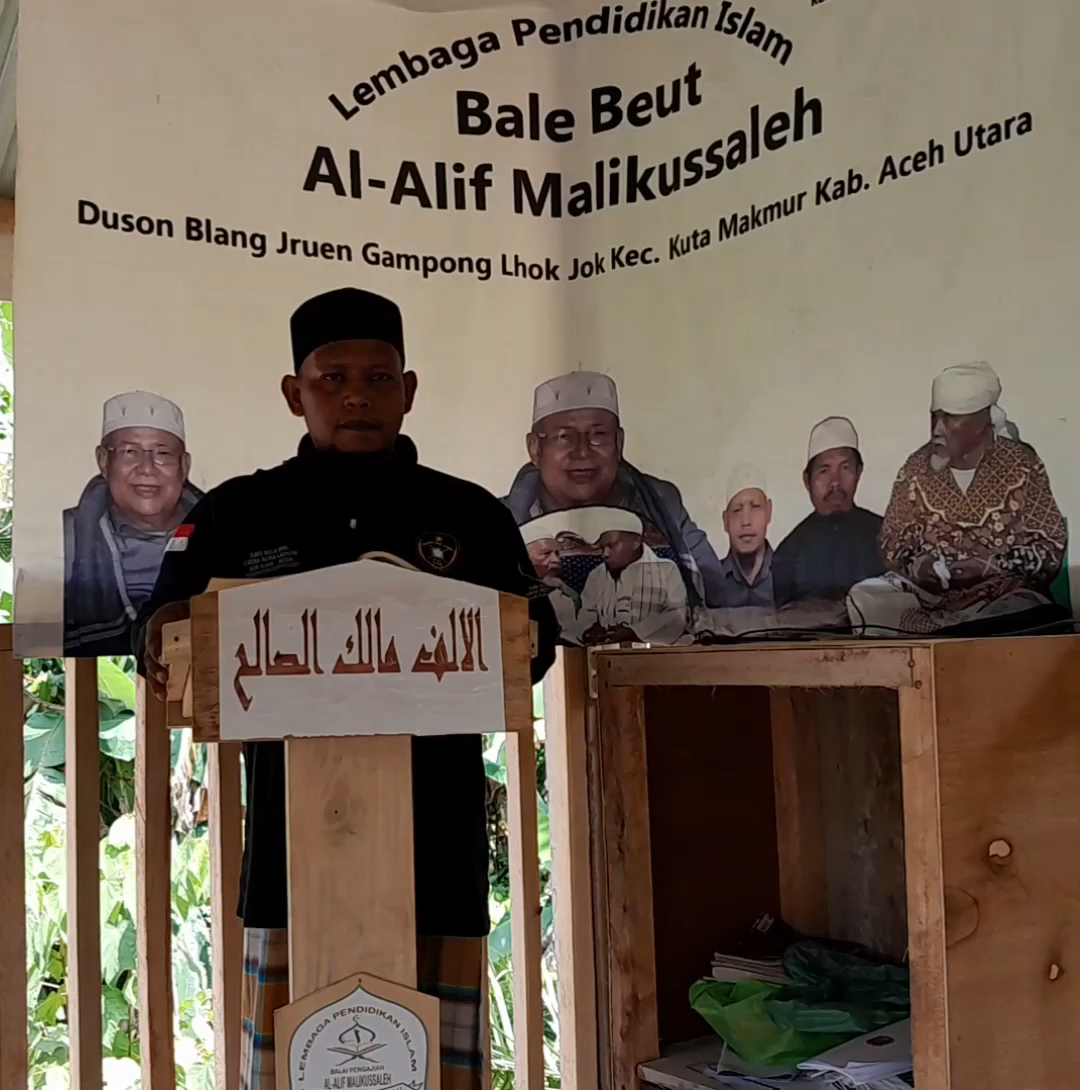 Lembaga Pendidikan Islam
Bale Beut
Al-Alif Malikussaleh
Duson Blang Jruen Gampong Lhok Jok Kec. Kuta Makmur Kab. Aceh Utara
الالف مالك الصالح
LEMBAGA PENDIDIKAN ISLAM
BALAI PENGAJIAN
AL-ALIF MALIKUSSALEH